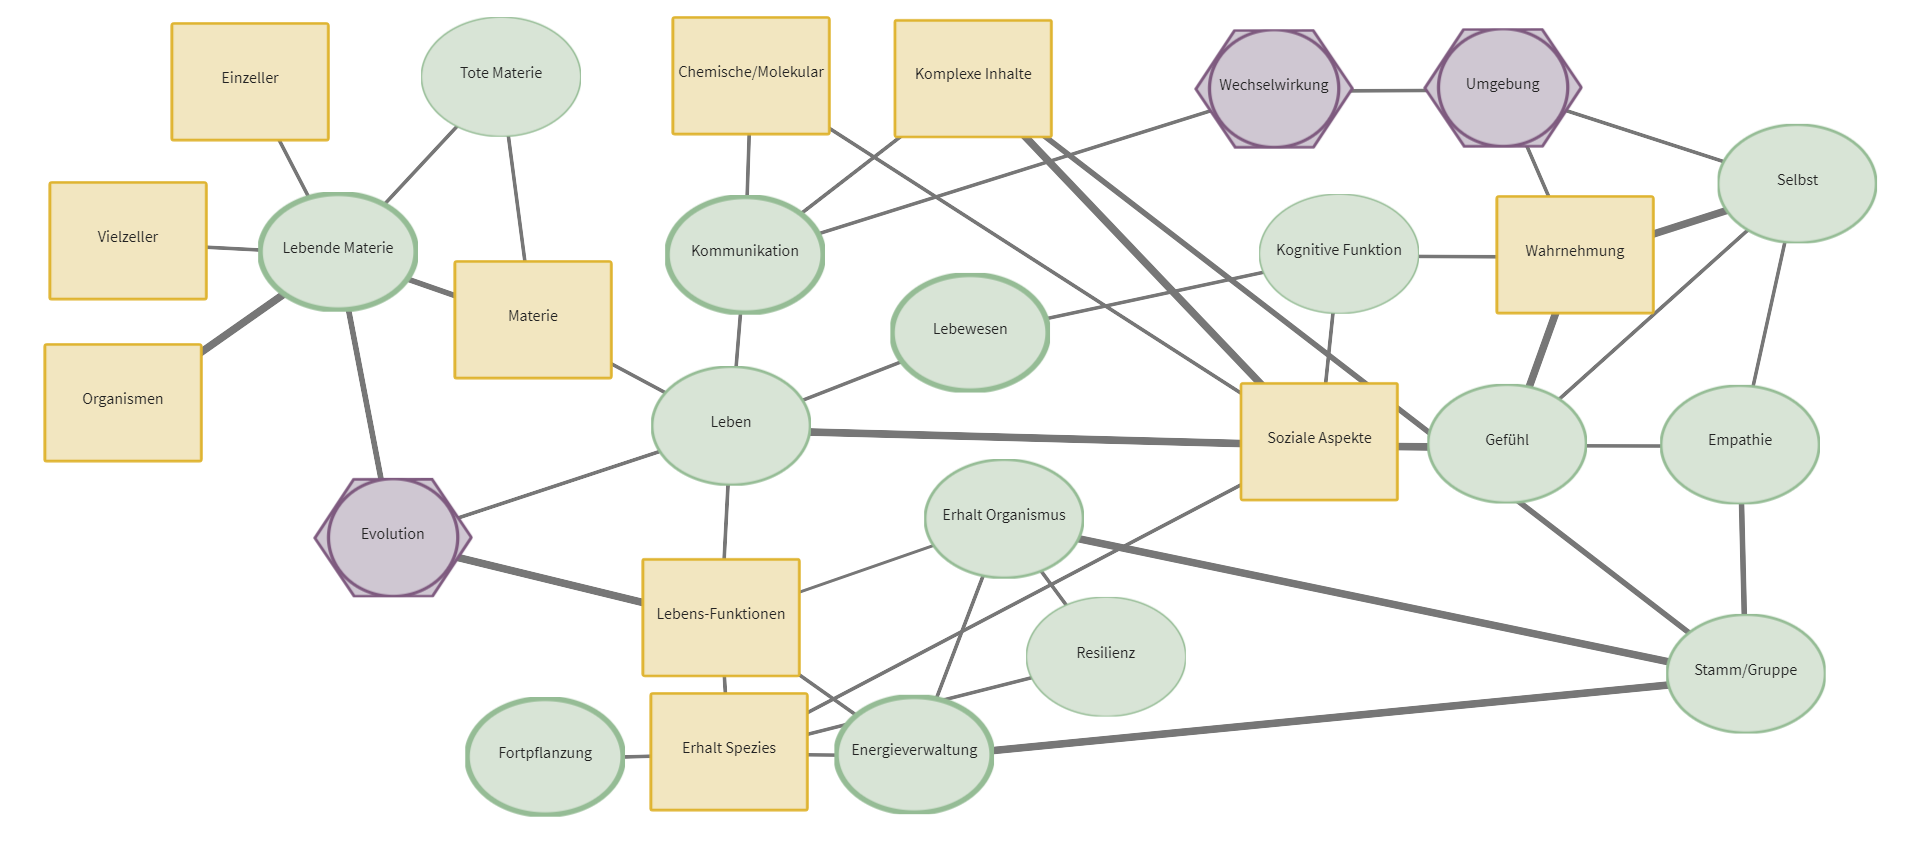 Einzeller
Tote Materie
Chemische/Molekular
Komplexe Inhalte
Wechselwirkung
Umgebung
Selbst
Vielzeller
Lebende Materie
Kommunikation
Kognitive Funktion
Wahrnehmung
Materie
Lebewesen
Organismen
Leben
Soziale Aspekte
Gefühl
Empathie
Evolution
Erhalt Organismus
Lebens-Funktionen
Resilienz
Stamm/Gruppe
Fortpflanzung
Erhalt Spezies
Energieverwaltung